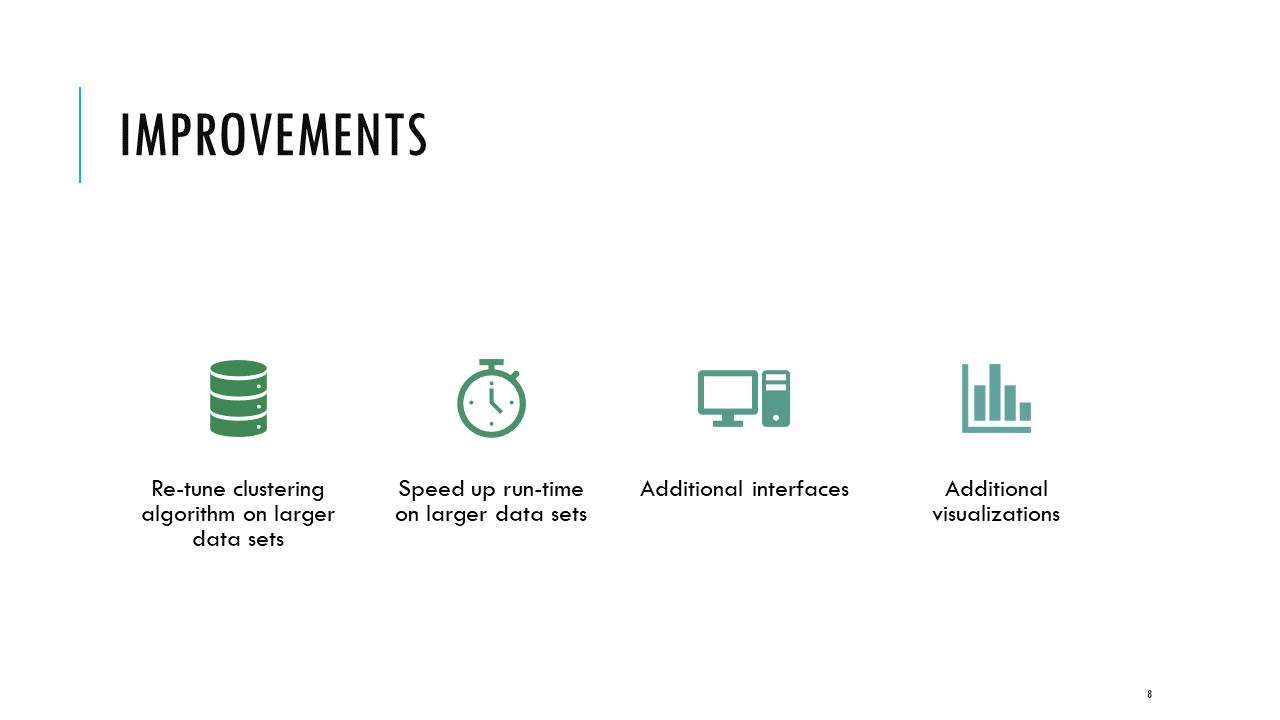 IMPROVEMENTS
Re-tune clustering
algorithm on larger
data sets
Speed up run-time
on larger data sets
Additional interfaces
Additional
visualizations
8